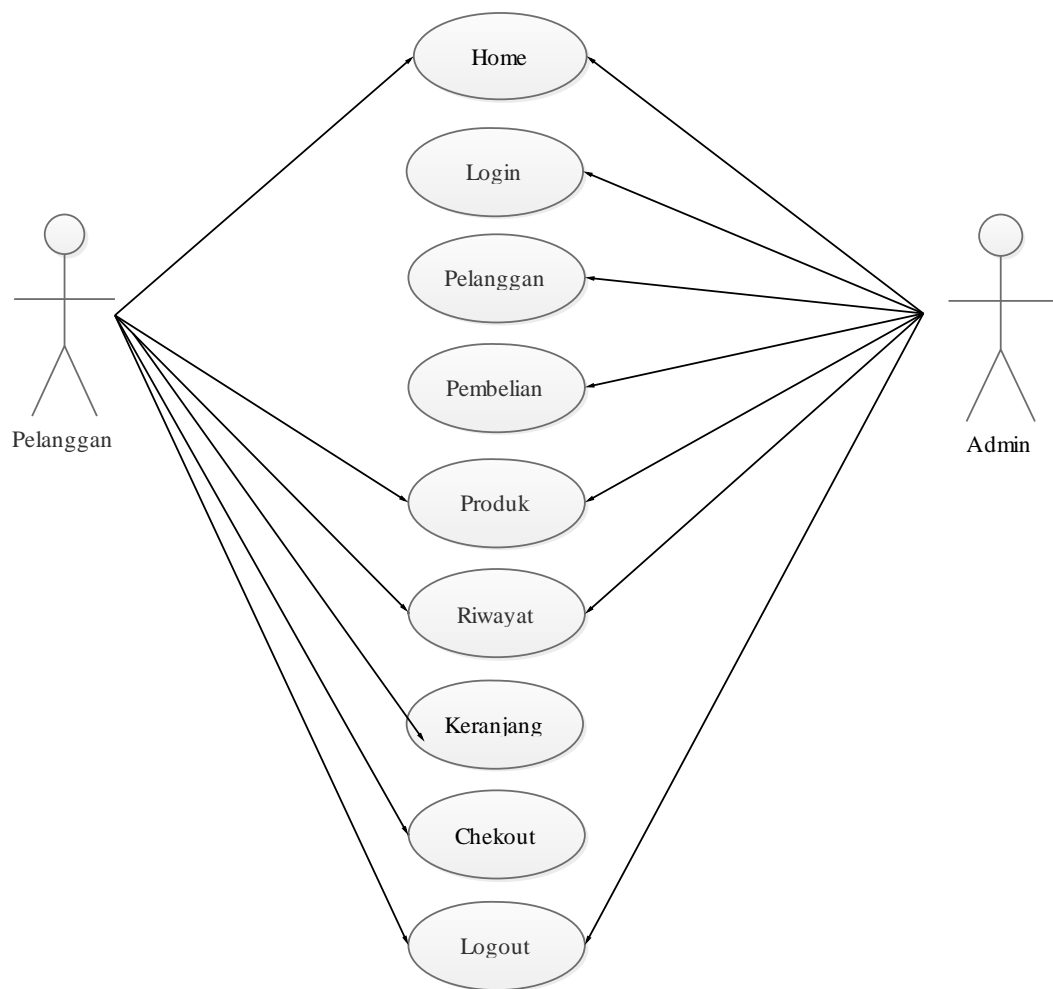 Home
Login
Pelanggan
Pembelian
Produk
Riwayat
Keranjang
Chekout
Logout
Pelanggan
Admin